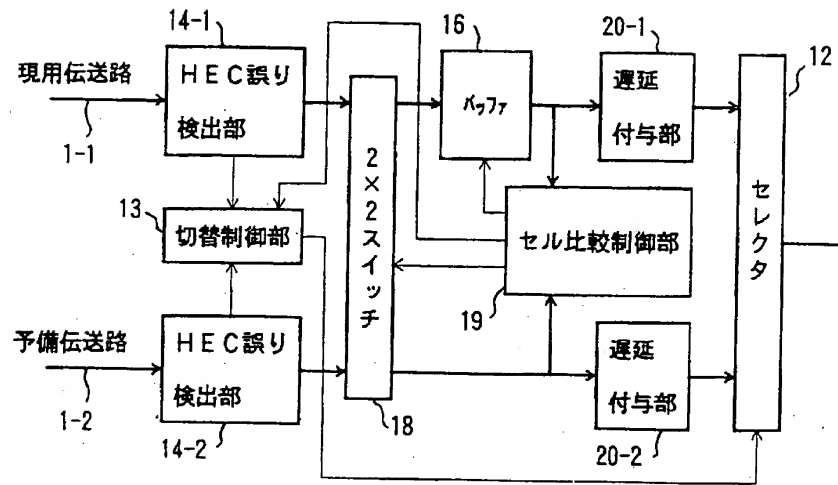 14-1
現用伝送路
1-1
HEC誤り
検出部
16
バッファ
20-1
遅延
付与部
12
セレクタ
2×2スイッチ
13
切替制御部
セル比較制御部
19
予備伝送路
1-2
HEC誤り
検出部
14-2
18
遅延
付与部
20-2